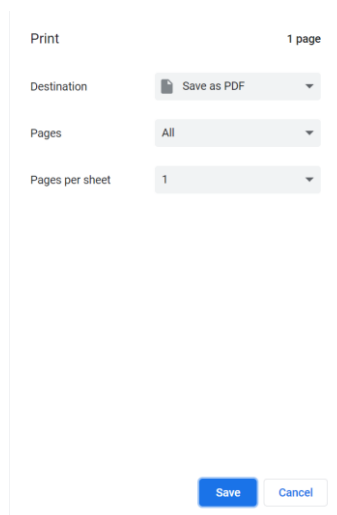 Print 1 page
Destination Save as PDF
Pages All
Pages per sheet 1
Save Cancel